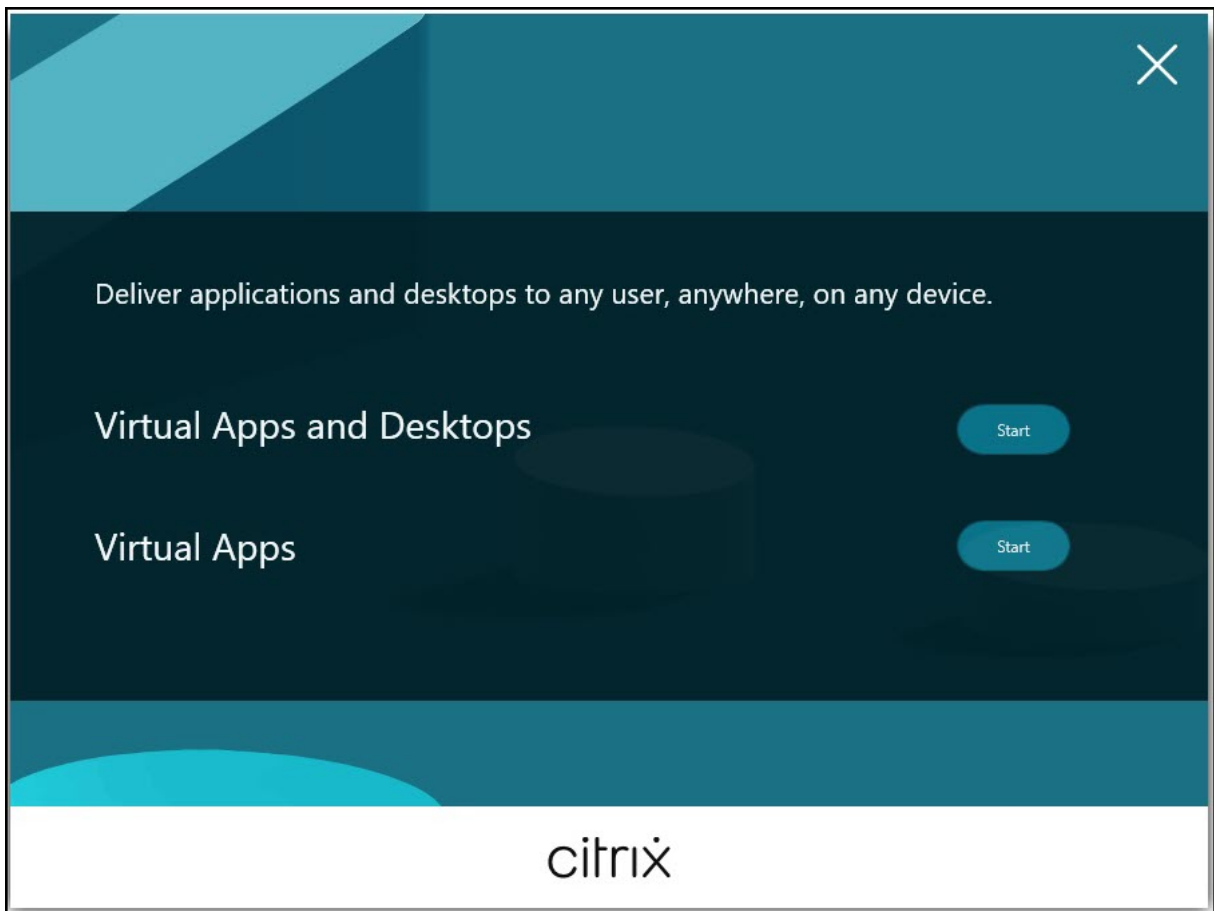 Deliver applications and desktops to any user, anywhere, on any device.
Virtual Apps and Desktops
Start
Virtual Apps
Start
citrix